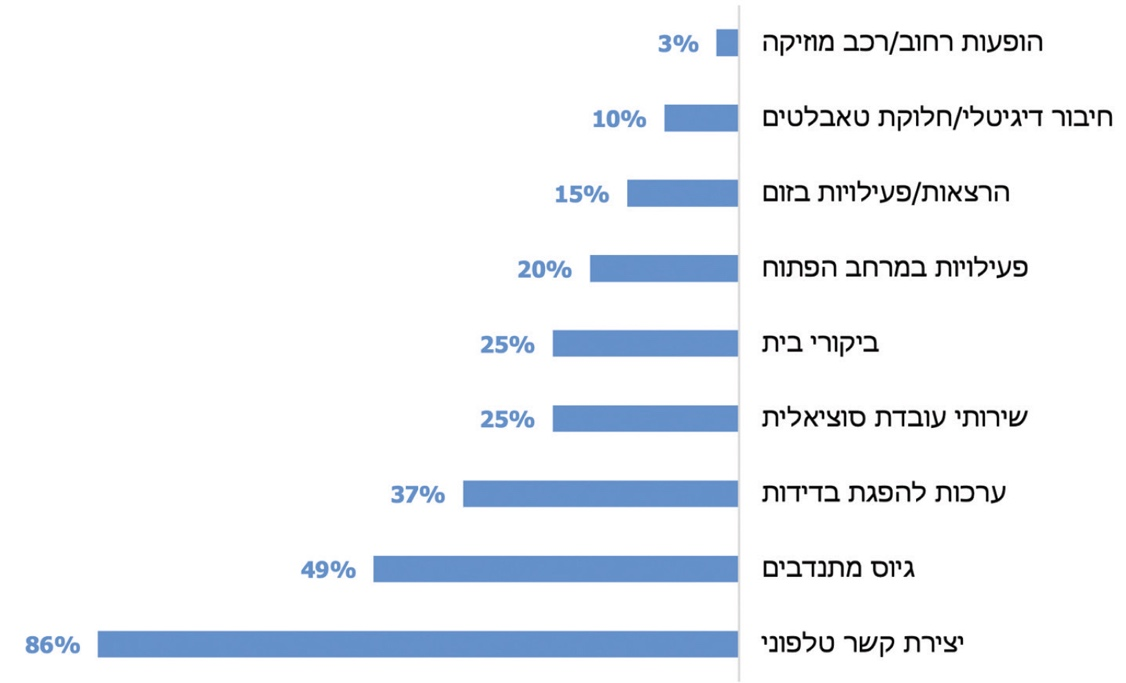 הופעות רחוב/רכב מוזיקה 3%
חיבור דיגיטלי/חלוקת טאבלטים 10%
הרצאות/פעילויות בזום 15%
פעילויות במרחב הפתוח 20%
ביקורי בית 25%
שירותי עובדת סוציאלית 25%
ערכות להפגת בדידות 37%
גיוס מתנדבים 49%
יצירת קשר טלפוני 86%